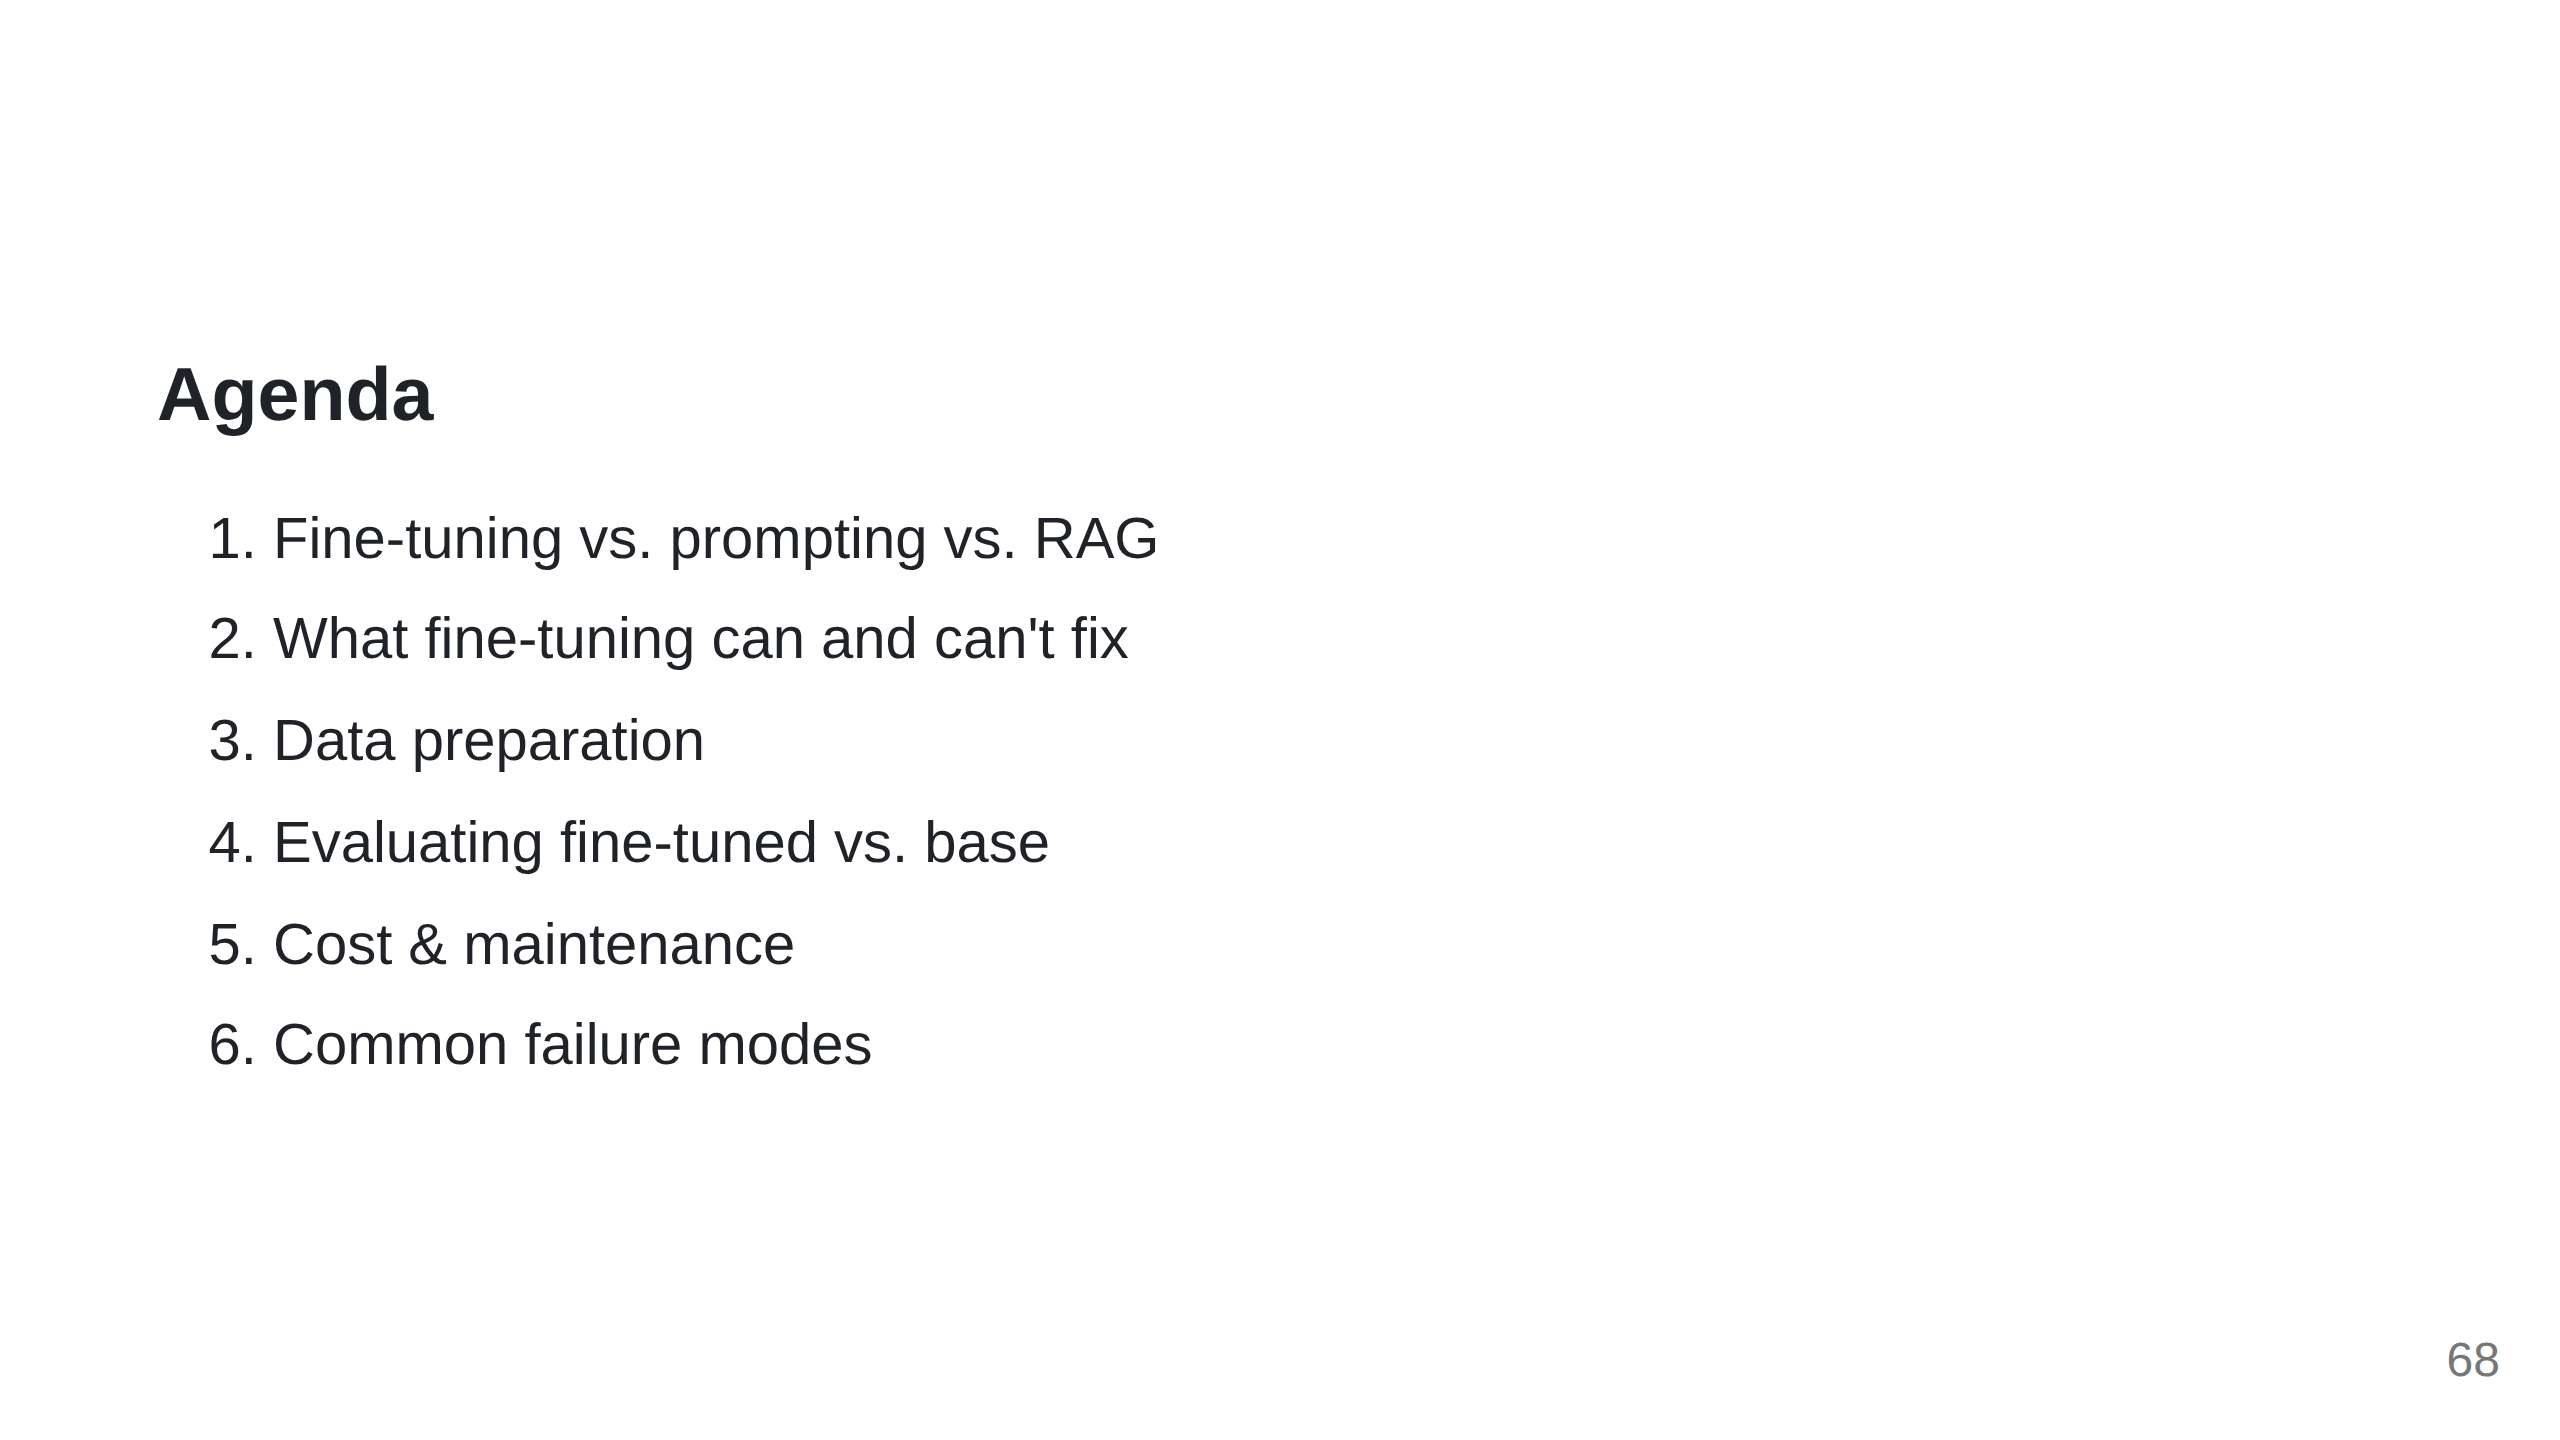 Agenda
1. Fine-tuning vs. prompting vs. RAG
2. What fine-tuning can and can't fix
3. Data preparation
4. Evaluating fine-tuned vs. base
5. Cost & maintenance
6. Common failure modes
68